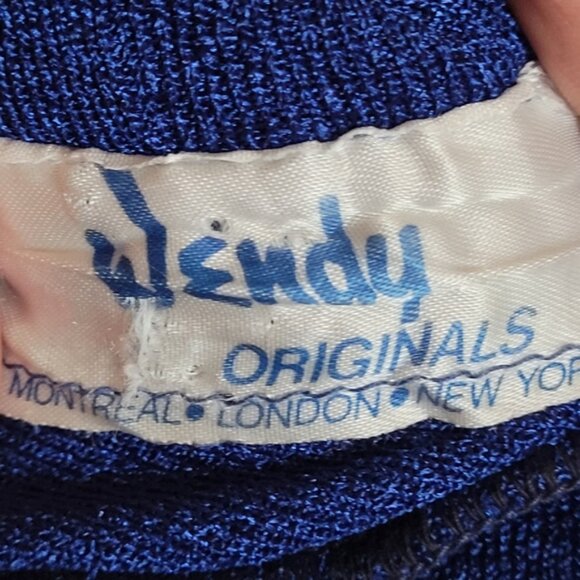 Wendy
ORIGINALS
MONTREAL • LONDON • NEW YOR